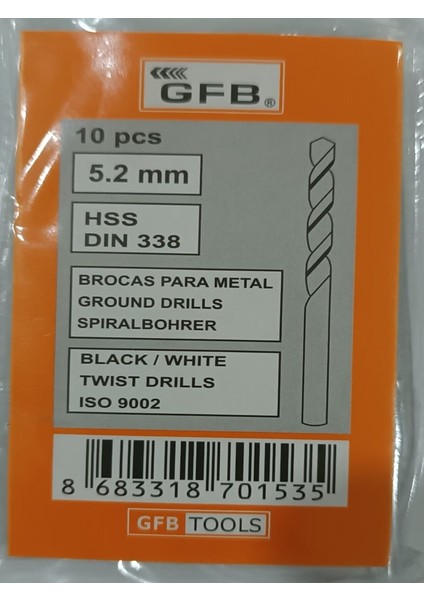 GFB®
10 pcs
5.2 mm
HSS
DIN 338
BROCAS PARA METAL
GROUND DRILLS
SPIRALBOHRER
BLACK / WHITE
TWIST DRILLS
ISO 9002
8 683318 701535
GFB TOOLS